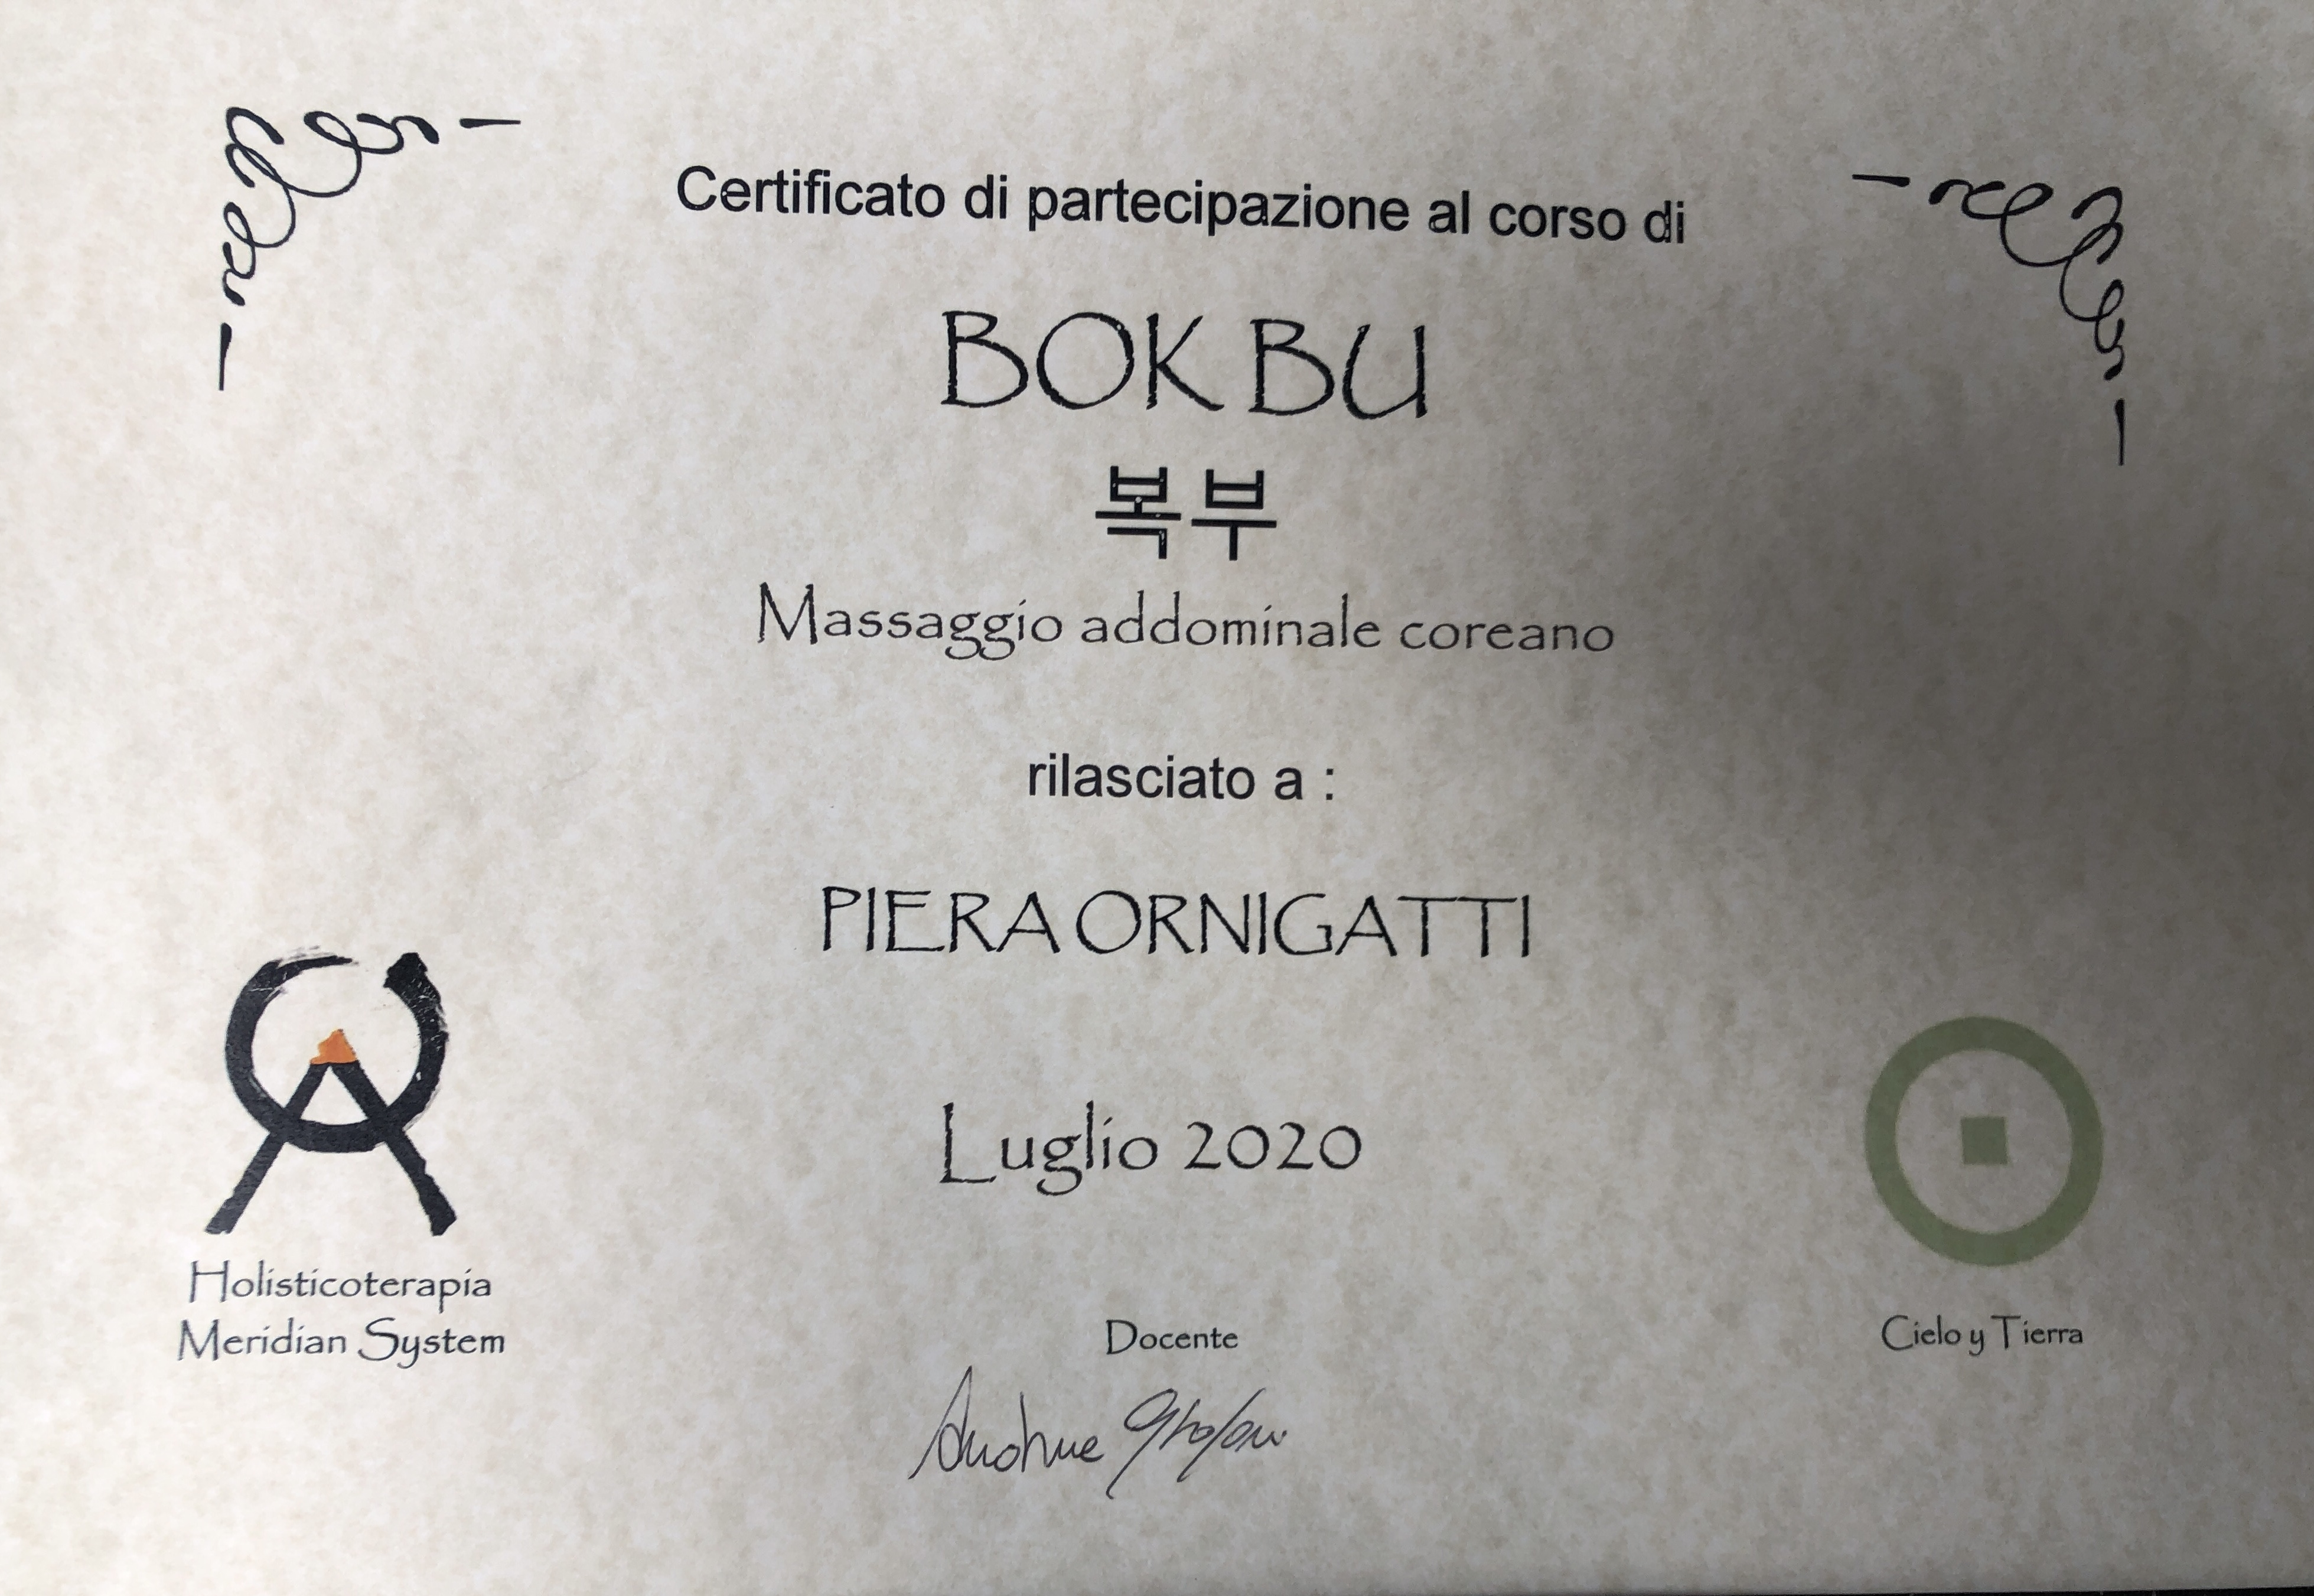 Certificato di partecipazione al corso di
BOK BU
복부
Massaggio addominale coreano
rilasciato a :
PIERA ORNIGATTI
Luglio 2020
Holisticoterapia
Meridian System
Docente
Cielo y Tierra